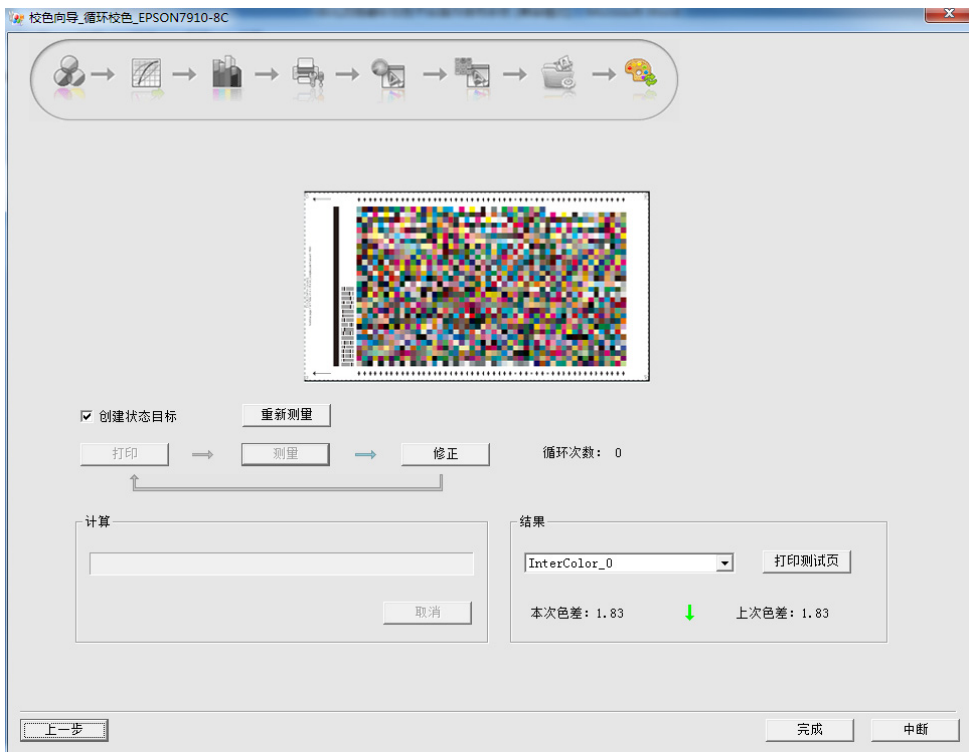 校色向导_循环校色_EPSON7910-8C
创建状态目标
重新测量
打印
测量
修正
循环次数： 0
计算
取消
结果
InterColor_0
打印测试页
本次色差：1.83
上次色差：1.83
上一步
完成
中断